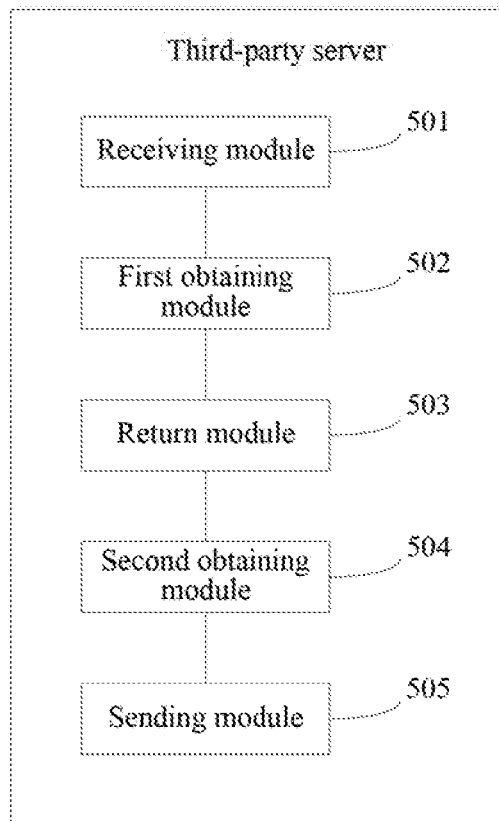 Third-party server
Receiving module
501
First obtaining
module
502
Return module
503
Second obtaining
module
504
Sending module
505